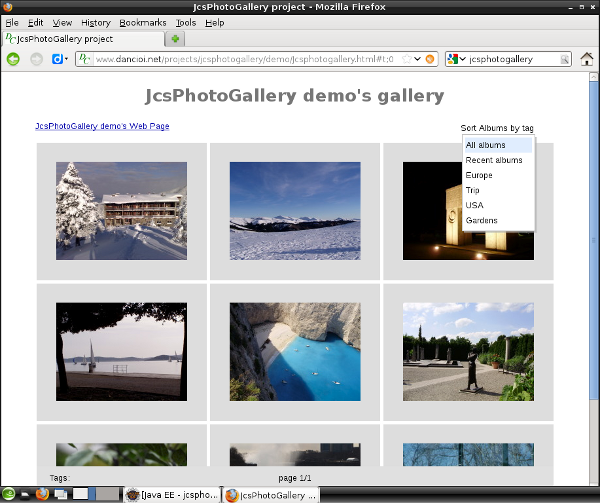 JcsPhotoGallery project - Mozilla Firefox
File Edit View History Bookmarks Tools Help
JcsPhotoGallery project
www.dancioi.net/projects/jcsphotogallery/demo/Jcsphotogallery.html#t;0
jcsphotogallery
JcsPhotoGallery demo's gallery
JcsPhotoGallery demo's Web Page
Sort Albums by tag
All albums
Recent albums
Europe
Trip
USA
Gardens
Tags:
page 1/1
[Java EE - jcspho...
JcsPhotoGallery ...